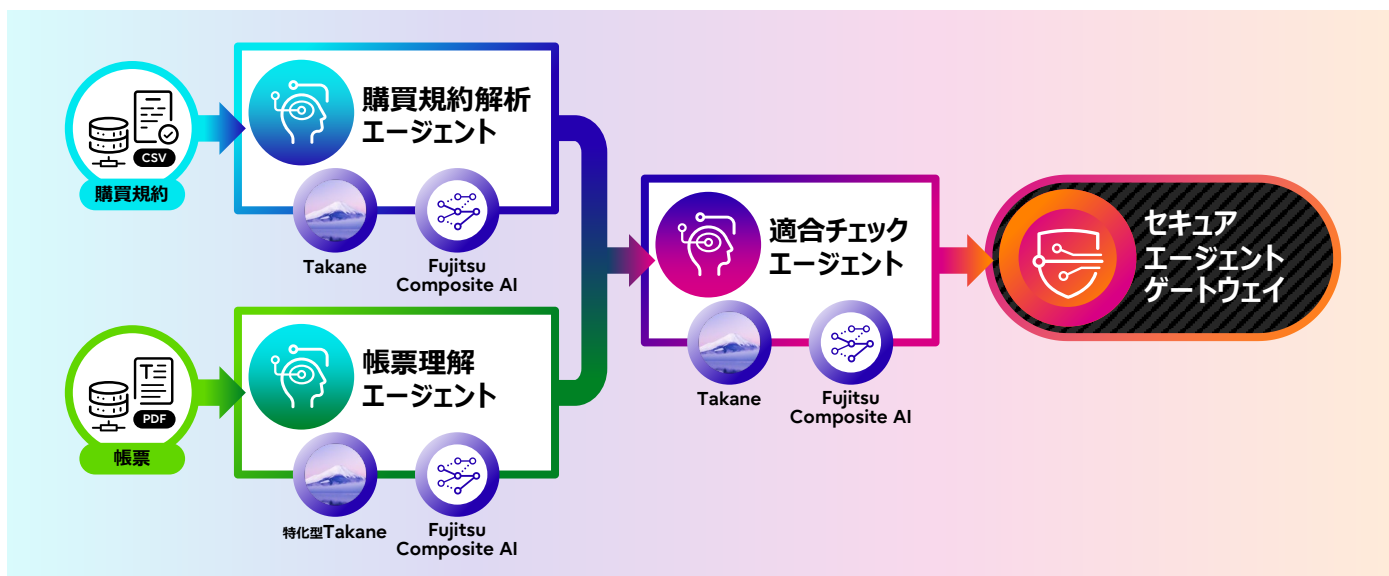 CSV
購買規約
購買規約解析
エージェント
Takane
Fujitsu
Composite AI
PDF
帳票
帳票理解
エージェント
特化型Takane
Fujitsu
Composite AI
適合チェック
エージェント
Takane
Fujitsu
Composite AI
セキュア
エージェント
ゲートウェイ